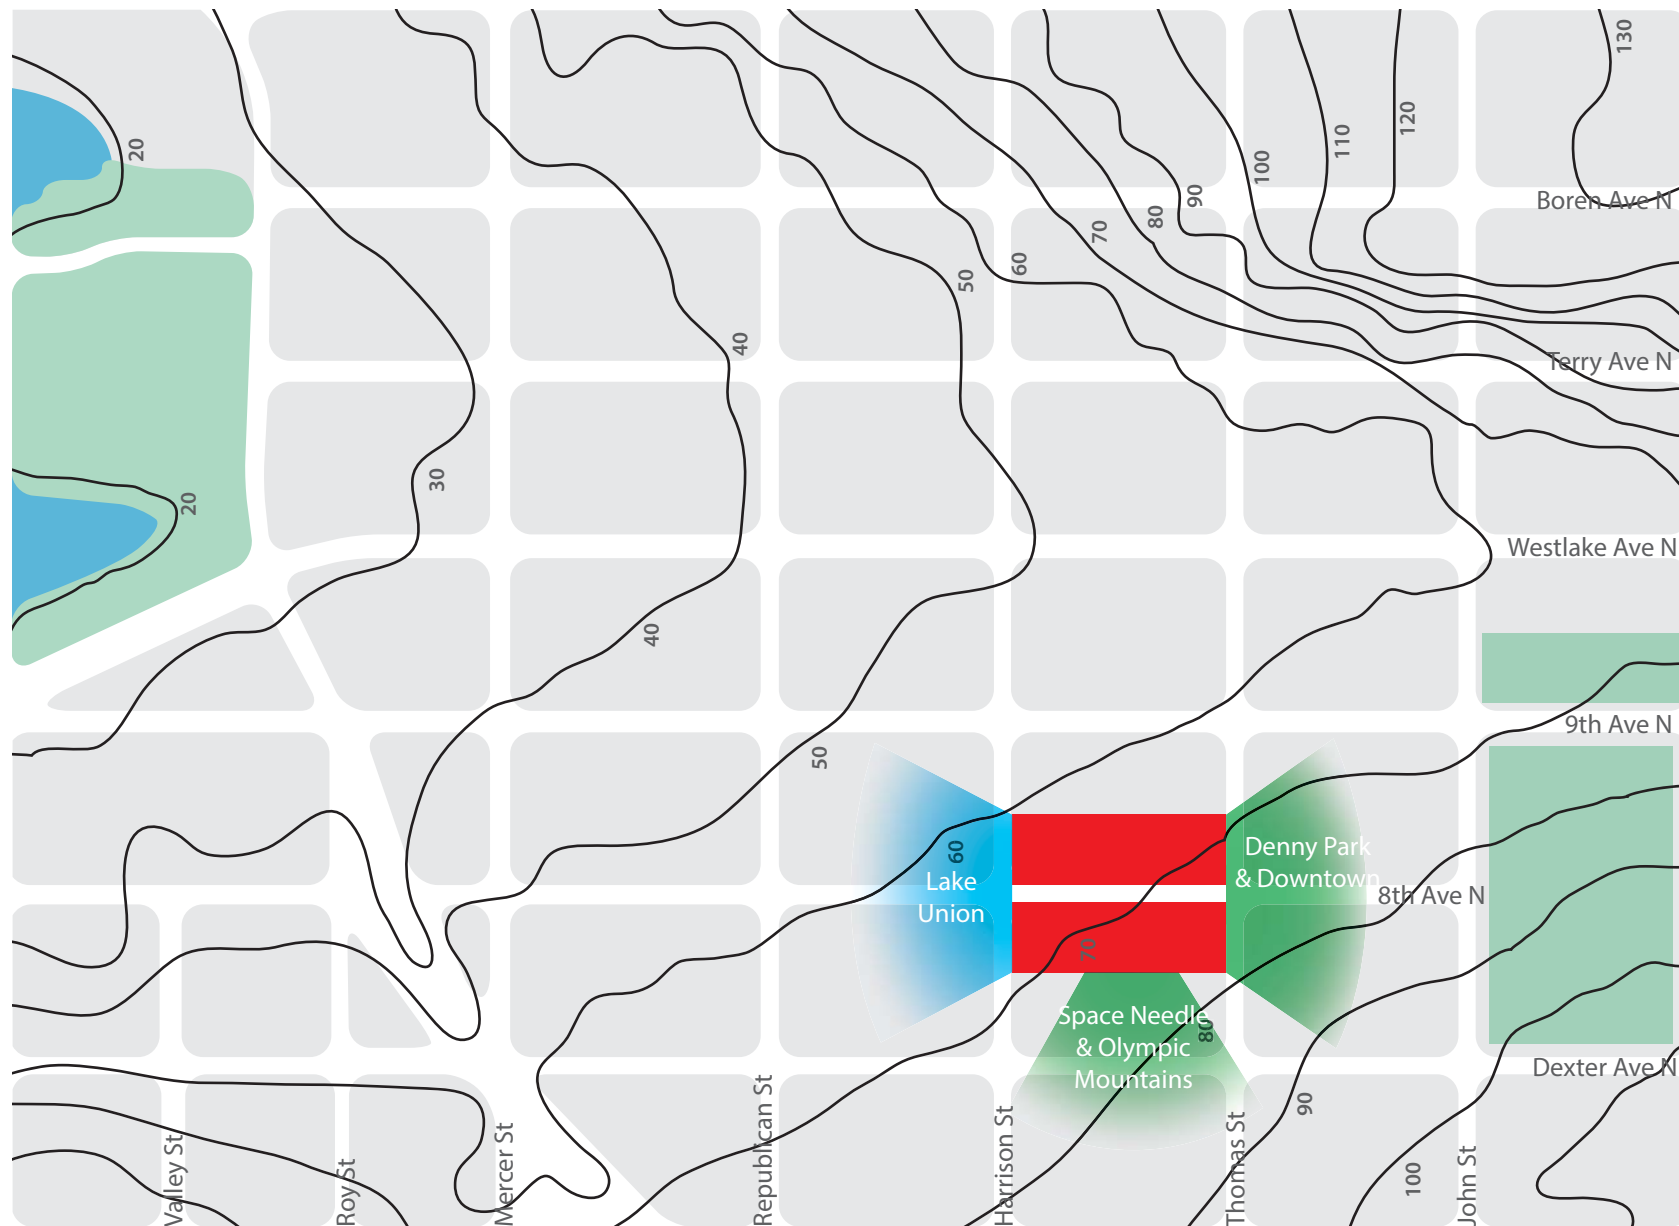 130
120
110
100
90
80
70
60
50
40
30
20
20
Boren Ave N
Terry Ave N
Westlake Ave N
9th Ave N
8th Ave N
Dexter Ave N
40
50
60
70
80
90
100
Lake
Union
Denny Park
& Downtown
Space Needle
& Olympic
Mountains
Valley St
Roy St
Mercer St
Republican St
Harrison St
Thomas St
John St